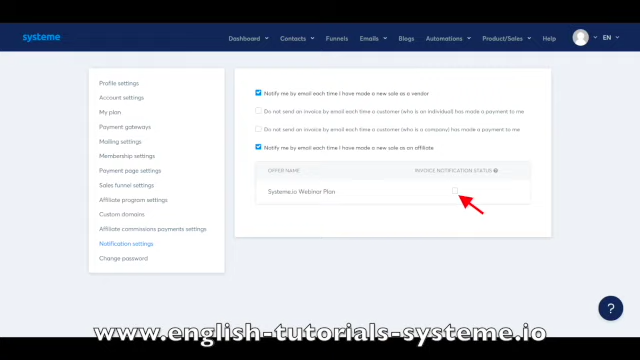 systeme
Dashboard Contacts Funnels Emails Blogs Automations Product/Sales Help EN
Profile settings
Account settings
My plan
Payment gateways
Mailing settings
Membership settings
Payment page settings
Sales funnel settings
Affiliate program settings
Custom domains
Affiliate commissions payments settings
Notification settings
Change password
Notify me by email each time I have made a new sale as a vendor
Do not send an invoice by email each time a customer (who is an individual) has made a payment to me
Do not send an invoice by email each time a customer (who is a company) has made a payment to me
Notify me by email each time I have made a new sale as an affiliate
OFFER NAME INVOICE NOTIFICATION STATUS ?
Systeme.io Webinar Plan
?
www.english-tutorials-systeme.io